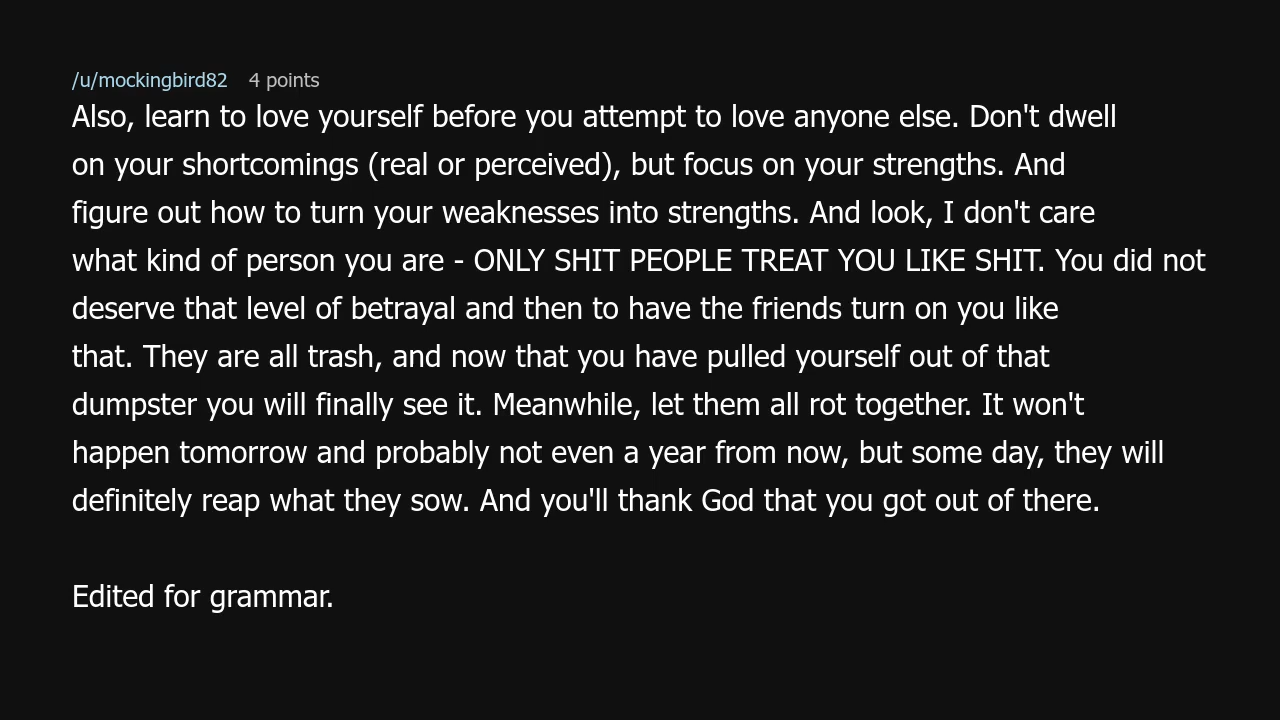 /u/mockingbird82 4 points
Also, learn to love yourself before you attempt to love anyone else. Don't dwell
on your shortcomings (real or perceived), but focus on your strengths. And
figure out how to turn your weaknesses into strengths. And look, I don't care
what kind of person you are - ONLY SHIT PEOPLE TREAT YOU LIKE SHIT. You did not
deserve that level of betrayal and then to have the friends turn on you like
that. They are all trash, and now that you have pulled yourself out of that
dumpster you will finally see it. Meanwhile, let them all rot together. It won't
happen tomorrow and probably not even a year from now, but some day, they will
definitely reap what they sow. And you'll thank God that you got out of there.
Edited for grammar.